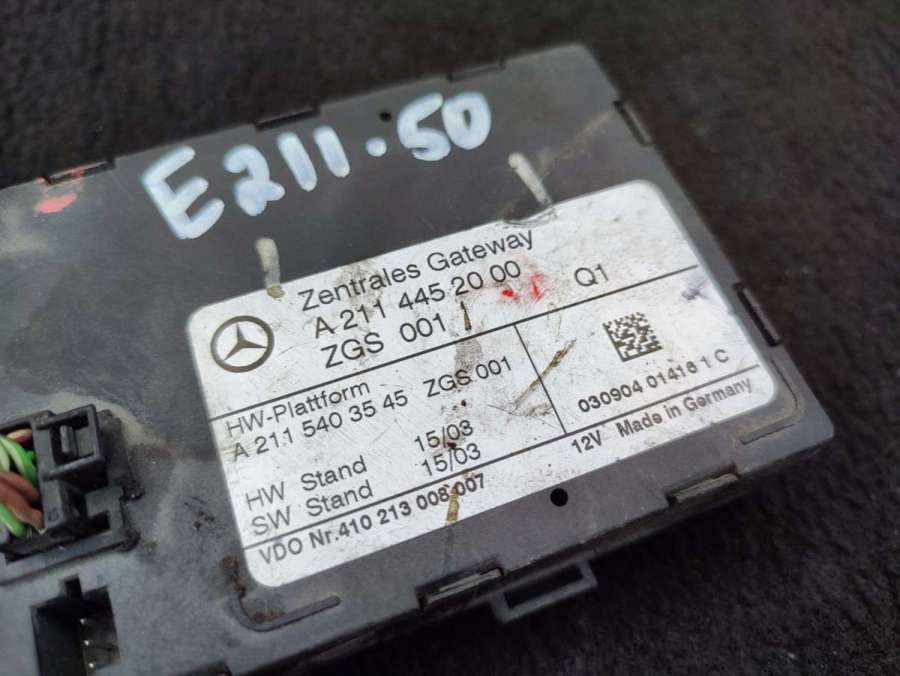 E211-50
Zentrales Gateway
A 211 445 20 00 Q1
ZGS 001
HW-Plattform
A 211 540 35 45 ZGS 001
HW Stand 15/03
SW Stand 15/03
030904 01416 1 C
12V Made in Germany
VDO Nr.410 213 008 007